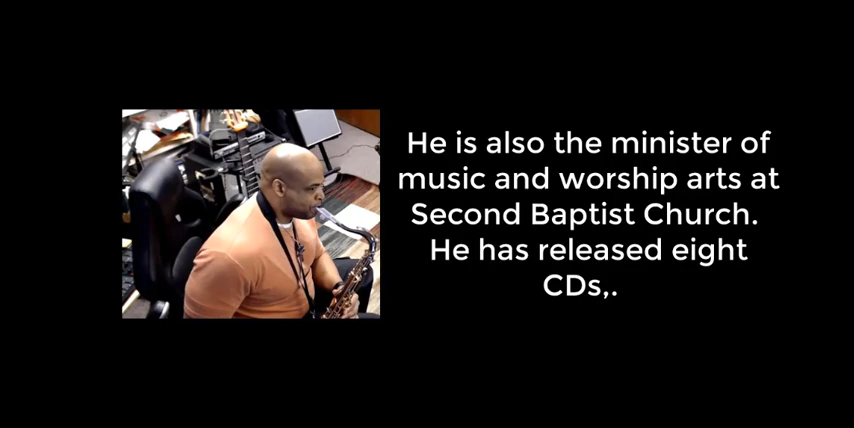 He is also the minister of
music and worship arts at
Second Baptist Church.
He has released eight
CDs,.